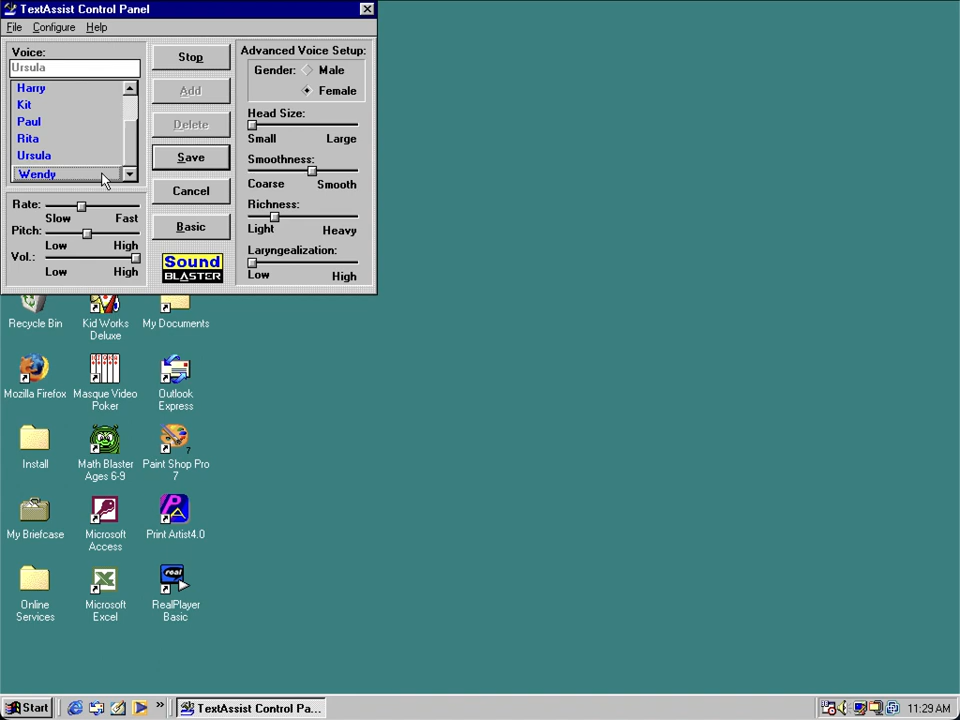 TextAssist Control Panel
File Configure Help
Voice:
Ursula
Harry
Kit
Paul
Rita
Ursula
Wendy
Rate:
Slow Fast
Pitch:
Low High
Vol.:
Low High
Stop
Add
Delete
Save
Cancel
Basic
Sound
BLASTER
Advanced Voice Setup:
Gender: Male
Female
Head Size:
Small Large
Smoothness:
Coarse Smooth
Richness:
Light Heavy
Laryngealization:
Low High
Recycle Bin
Kid Works
Deluxe
My Documents
Mozilla Firefox
Masque Video
Poker
Outlook
Express
Install
Math Blaster
Ages 6-9
7
Paint Shop Pro
7
My Briefcase
Microsoft
Access
PA
Print Artist4.0
Online
Services
Microsoft
Excel
real
RealPlayer
Basic
Start
»
TextAssist Control Pa...
11:29 AM